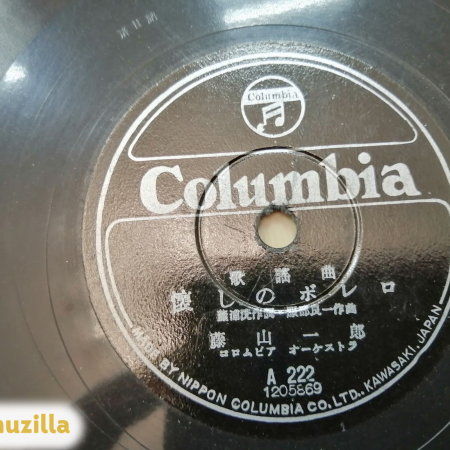 Columbia
Columbia
歌謡曲
懐しのボレロ
藤浦洸作詞・服部良一作曲
藤山一郎
コロムビア オーケストラ
A 222
1205869
MADE BY NIPPON COLUMBIA CO., LTD., KAWASAKI, JAPAN
uzilla